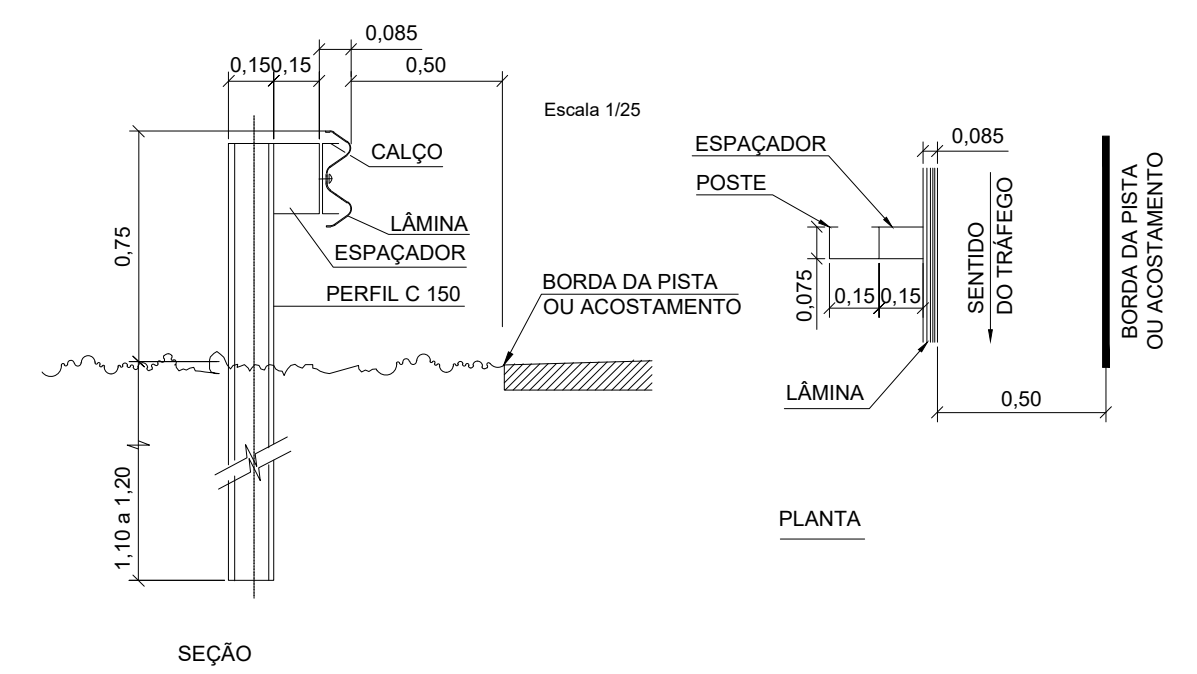 0,085
0,15
0,15
0,50
Escala 1/25
CALÇO
LÂMINA
ESPAÇADOR
PERFIL C 150
0,75
BORDA DA PISTA
OU ACOSTAMENTO
1,10 a 1,20
SEÇÃO
0,085
ESPAÇADOR
POSTE
SENTIDO
DO TRÁFEGO
BORDA DA PISTA
OU ACOSTAMENTO
0,075
0,15
0,15
LÂMINA
0,50
PLANTA